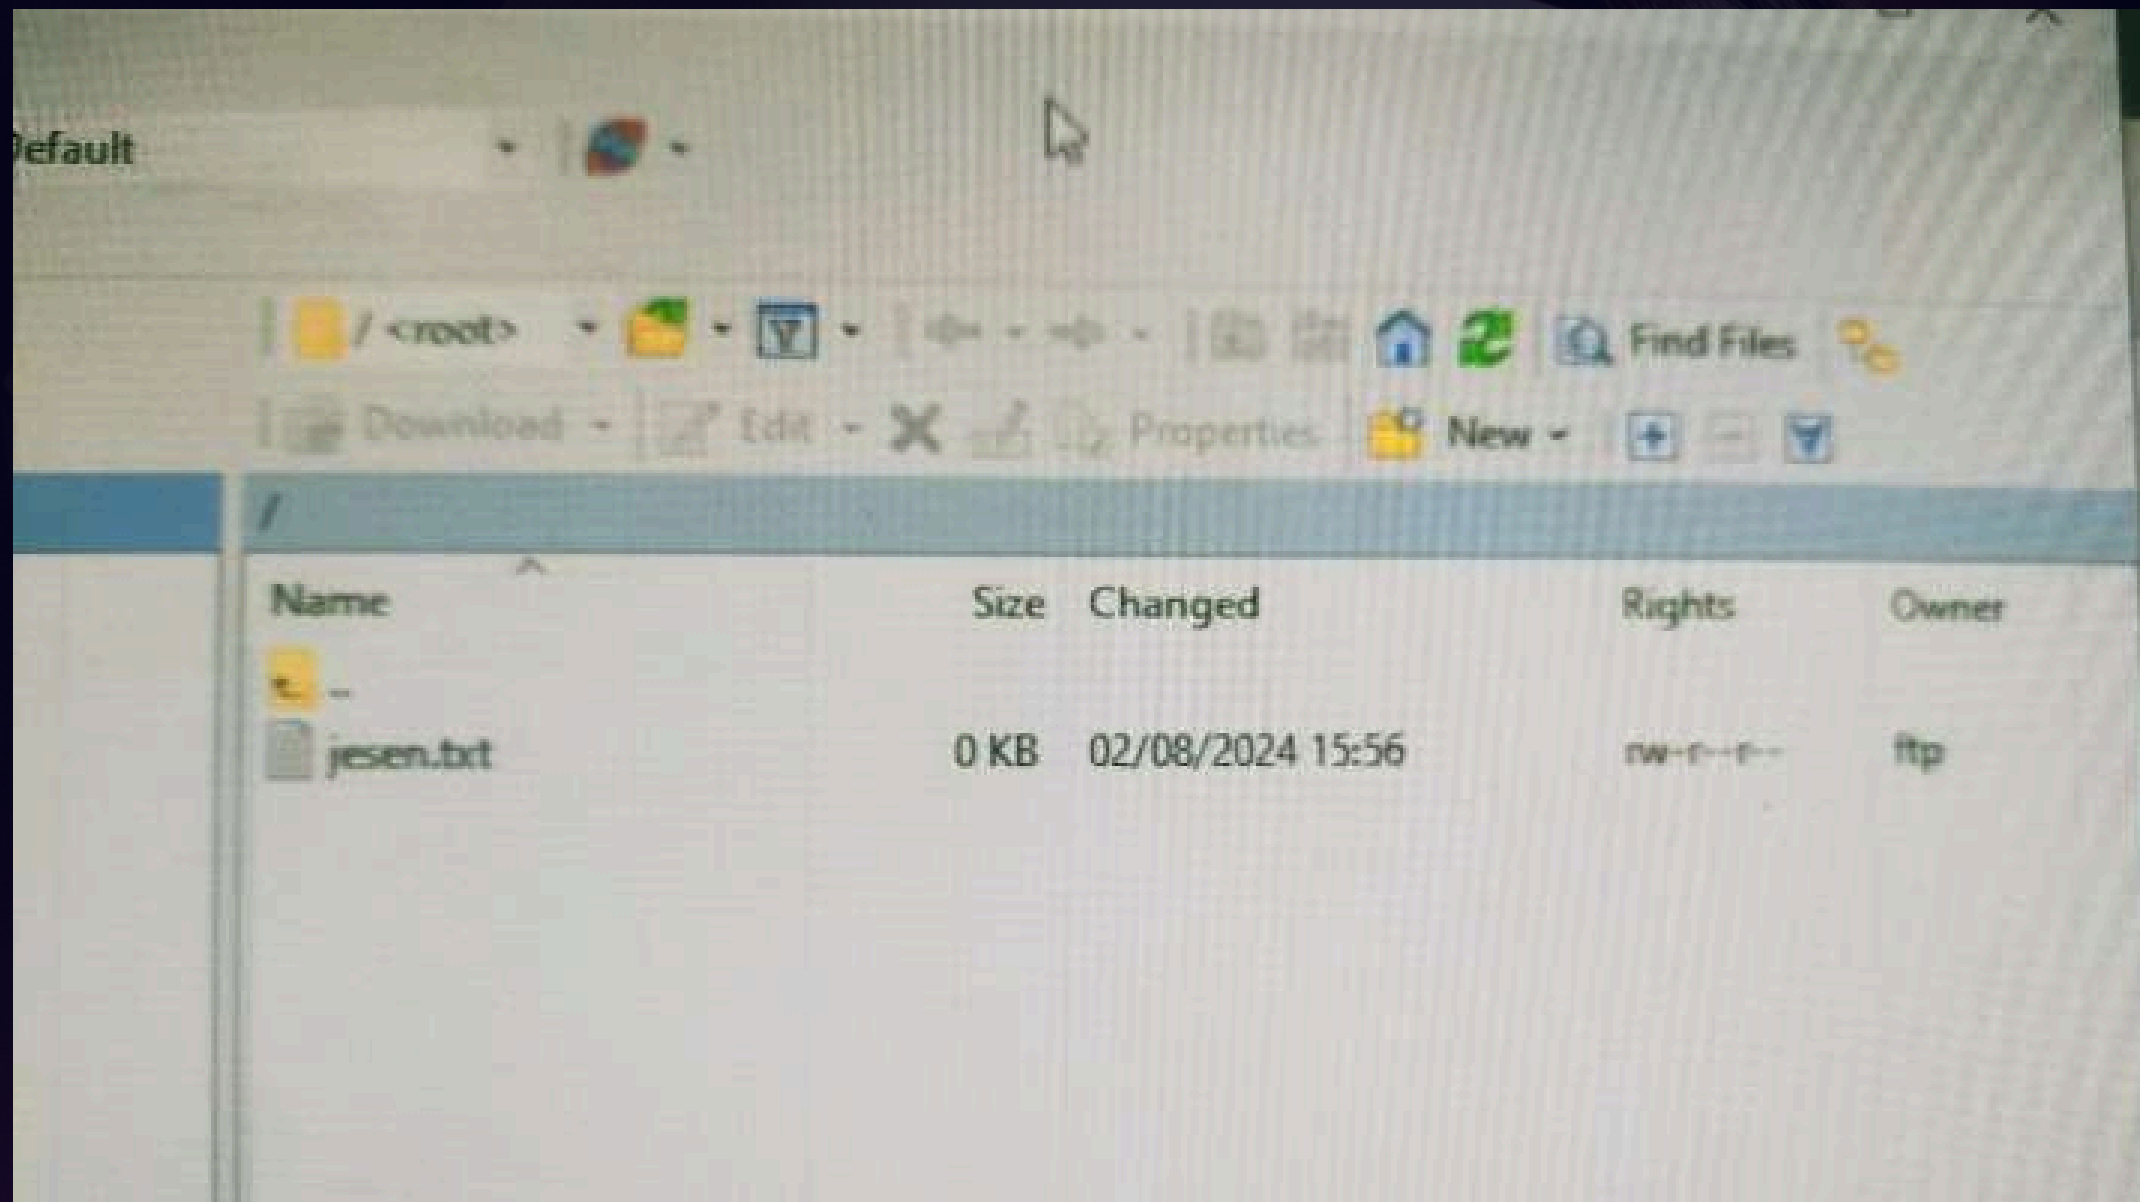 Default
/ <root>
Find Files
Download Edit Properties New
/
Name Size Changed Rights Owner
..
jesen.txt 0 KB 02/08/2024 15:56 rw-r--r-- ftp